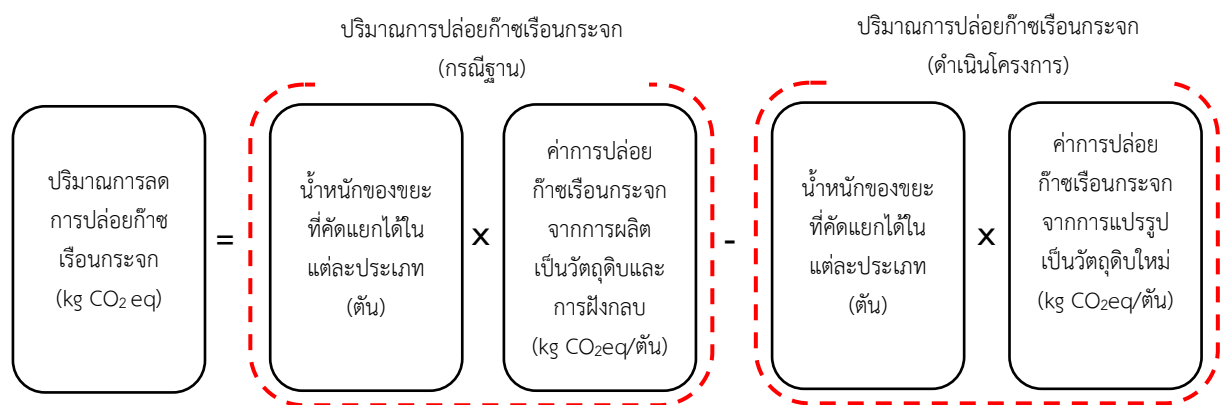 ปริมาณการปล่อยก๊าซเรือนกระจก
(กรณีฐาน)
ปริมาณการปล่อยก๊าซเรือนกระจก
(ดำเนินโครงการ)
ปริมาณการลด
การปล่อยก๊าซ
เรือนกระจก
(kg CO₂ eq)
=
น้ำหนักของขยะ
ที่คัดแยกได้ใน
แต่ละประเภท
(ตัน)
x
ค่าการปล่อย
ก๊าซเรือนกระจก
จากการผลิต
เป็นวัตถุดิบและ
การฝังกลบ
(kg CO₂eq/ตัน)
-
น้ำหนักของขยะ
ที่คัดแยกได้ใน
แต่ละประเภท
(ตัน)
x
ค่าการปล่อย
ก๊าซเรือนกระจก
จากการแปรรูป
เป็นวัตถุดิบใหม่
(kg CO₂eq/ตัน)